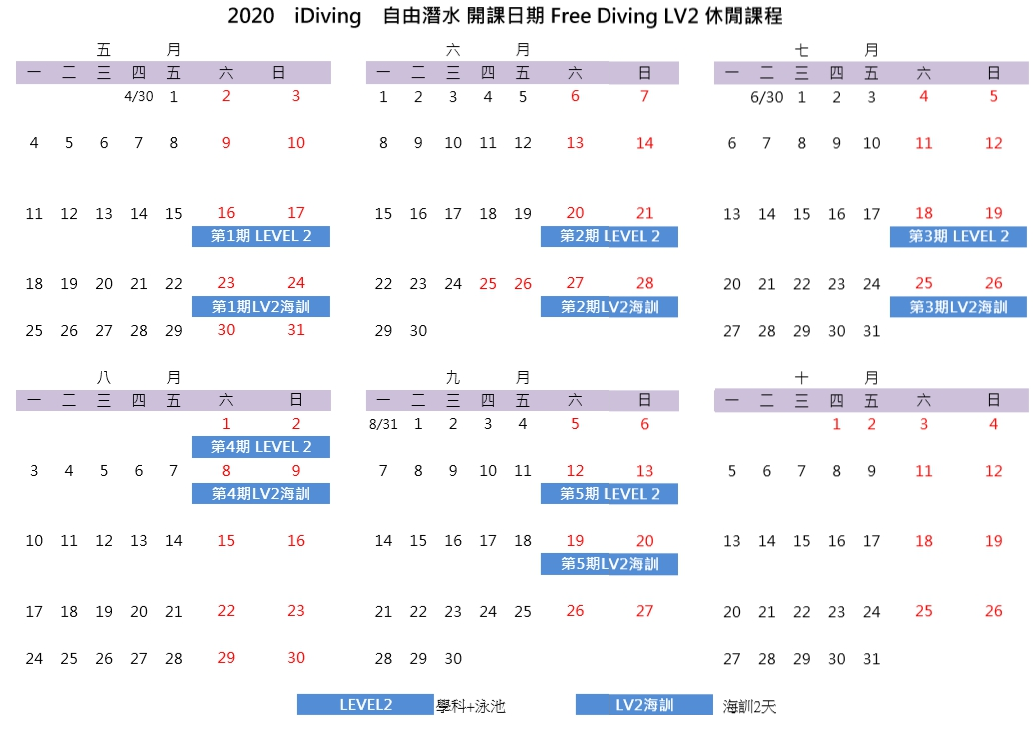 2020 iDiving 自由潛水 開課日期 Free Diving LV2 休閒課程
五 月 六 月 七 月
一 二 三 四 五 六 日 一 二 三 四 五 六 日 一 二 三 四 五 六 日
4/30 1 2 3 1 2 3 4 5 6 7 6/30 1 2 3 4 5
4 5 6 7 8 9 10 8 9 10 11 12 13 14 6 7 8 9 10 11 12
11 12 13 14 15 16 17 15 16 17 18 19 20 21 13 14 15 16 17 18 19
第1期 LEVEL 2 第2期 LEVEL 2 第3期 LEVEL 2
18 19 20 21 22 23 24 22 23 24 25 26 27 28 20 21 22 23 24 25 26
第1期LV2海訓 第2期LV2海訓 第3期LV2海訓
25 26 27 28 29 30 31 29 30 27 28 29 30 31
八 月 九 月 十 月
一 二 三 四 五 六 日 一 二 三 四 五 六 日 一 二 三 四 五 六 日
1 2 8/31 1 2 3 4 5 6 1 2 3 4
第4期 LEVEL 2
3 4 5 6 7 8 9 7 8 9 10 11 12 13 5 6 7 8 9 11 12
第4期LV2海訓 第5期 LEVEL 2
10 11 12 13 14 15 16 14 15 16 17 18 19 20 13 14 15 16 17 18 19
第5期LV2海訓
17 18 19 20 21 22 23 21 22 23 24 25 26 27 20 21 22 23 24 25 26
24 25 26 27 28 29 30 28 29 30 27 28 29 30 31
LEVEL2 學科+泳池 LV2海訓 海訓2天